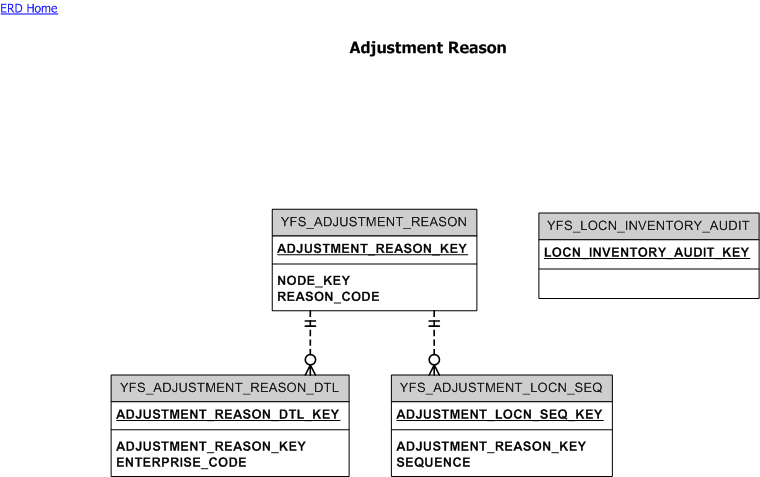 ERD Home
Adjustment Reason
YFS_ADJUSTMENT_REASON
ADJUSTMENT_REASON_KEY
NODE_KEY
REASON_CODE
YFS_LOCN_INVENTORY_AUDIT
LOCN_INVENTORY_AUDIT_KEY
YFS_ADJUSTMENT_REASON_DTL
ADJUSTMENT_REASON_DTL_KEY
ADJUSTMENT_REASON_KEY
ENTERPRISE_CODE
YFS_ADJUSTMENT_LOCN_SEQ
ADJUSTMENT_LOCN_SEQ_KEY
ADJUSTMENT_REASON_KEY
SEQUENCE